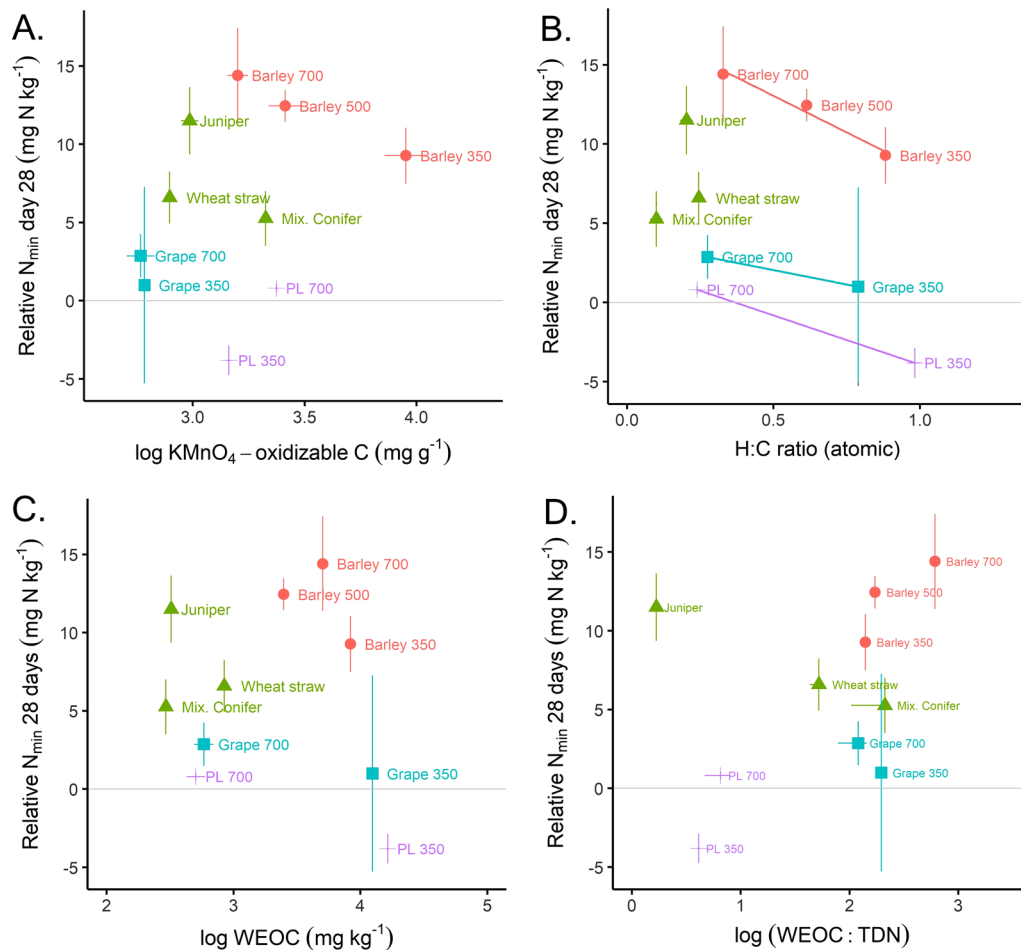 A.
Relative N_min day 28 (mg N kg⁻¹)
15
10
5
0
-5
Barley 700
Barley 500
Juniper
Barley 350
Wheat straw
Mix. Conifer
Grape 700
Grape 350
PL 700
PL 350
3.0 3.5 4.0
log KMnO₄ – oxidizable C (mg g⁻¹)
B.
Relative N_min day 28 (mg N kg⁻¹)
15
10
5
0
-5
Barley 700
Barley 500
Juniper
Barley 350
Wheat straw
Mix. Conifer
Grape 700
PL 700
Grape 350
PL 350
0.0 0.5 1.0
H:C ratio (atomic)
C.
Relative N_min 28 days (mg N kg⁻¹)
15
10
5
0
-5
Barley 700
Barley 500
Juniper
Barley 350
Wheat straw
Mix. Conifer
Grape 700
PL 700
Grape 350
PL 350
2 3 4 5
log WEOC (mg kg⁻¹)
D.
Relative N_min 28 days (mg N kg⁻¹)
15
10
5
0
-5
Barley 700
Barley 500
Juniper
Barley 350
Wheat straw
Mix. Conifer
Grape 700
PL 700
Grape 350
PL 350
0 1 2 3
log (WEOC : TDN)